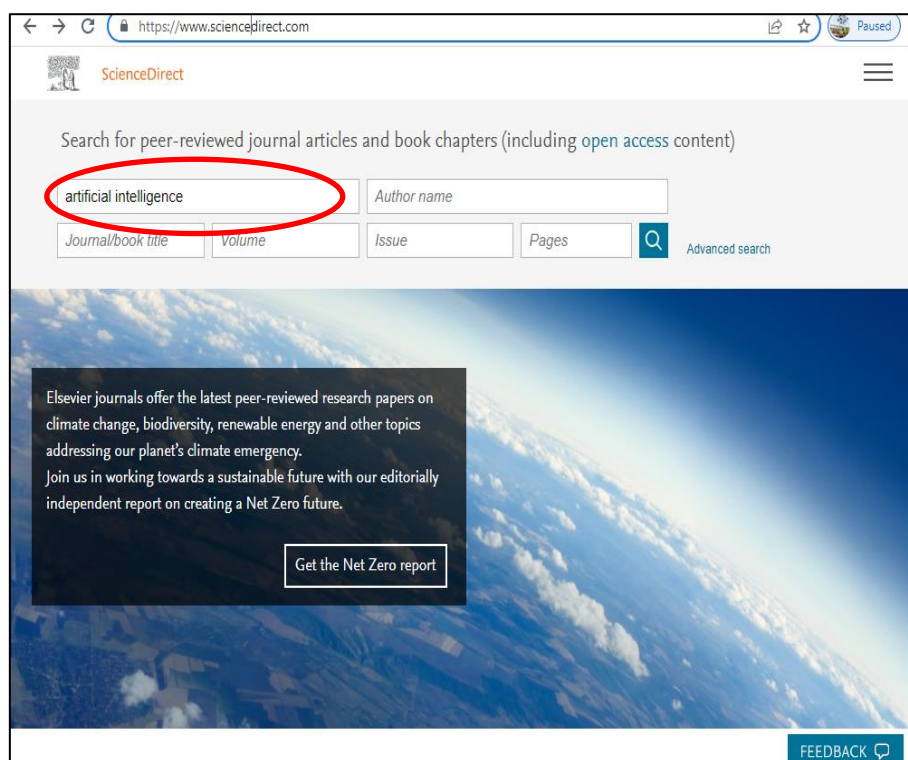 https://www.sciencedirect.com
Paused
ScienceDirect
Search for peer-reviewed journal articles and book chapters (including open access content)
artificial intelligence
Author name
Journal/book title
Volume
Issue
Pages
Advanced search
Elsevier journals offer the latest peer-reviewed research papers on
climate change, biodiversity, renewable energy and other topics
addressing our planet's climate emergency.
Join us in working towards a sustainable future with our editorially
independent report on creating a Net Zero future.
Get the Net Zero report
FEEDBACK